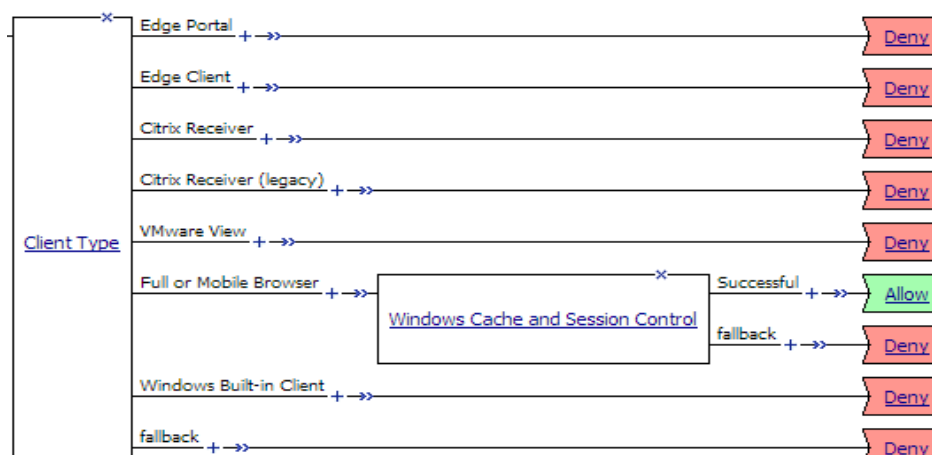 Edge Portal
Deny
Edge Client
Deny
Citrix Receiver
Deny
Citrix Receiver (legacy)
Deny
Client Type
VMware View
Deny
Full or Mobile Browser
Windows Cache and Session Control
Successful
Allow
fallback
Deny
Windows Built-in Client
Deny
fallback
Deny